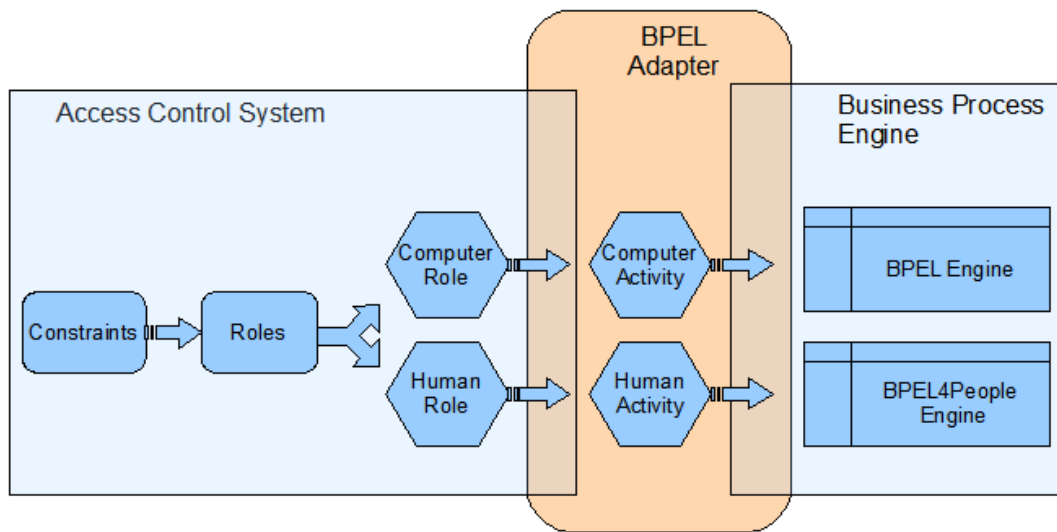 BPEL
Adapter
Access Control System
Business Process
Engine
Computer
Role
Computer
Activity
BPEL Engine
Constraints
Roles
Human
Role
Human
Activity
BPEL4People
Engine